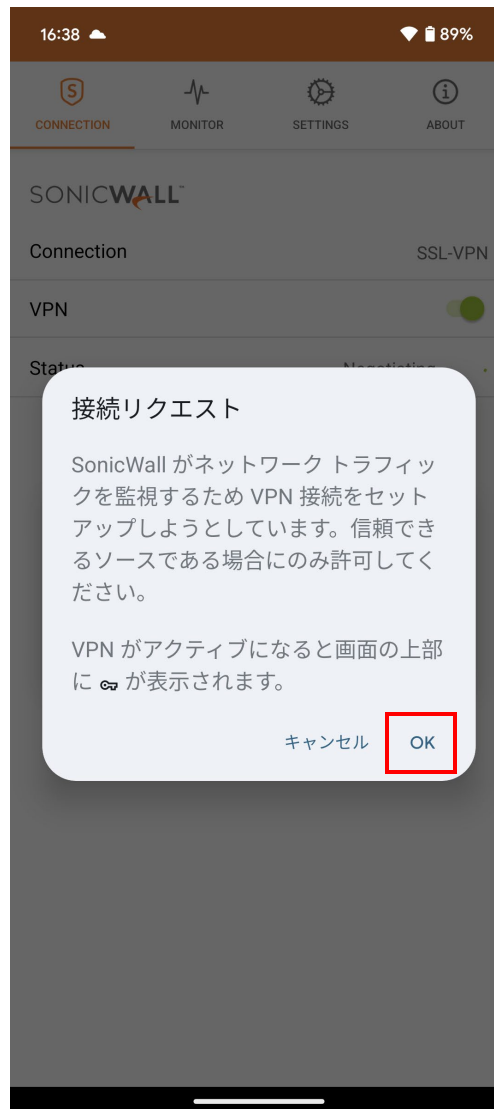 16:38 89%
CONNECTION MONITOR SETTINGS ABOUT
SONICWALL™
Connection SSL-VPN
VPN
Status Negotiating
接続リクエスト
SonicWall がネットワーク トラフィッ
クを監視するため VPN 接続をセット
アップしようとしています。信頼でき
るソースである場合にのみ許可してく
ださい。
VPN がアクティブになると画面の上部
に が表示されます。
キャンセル OK